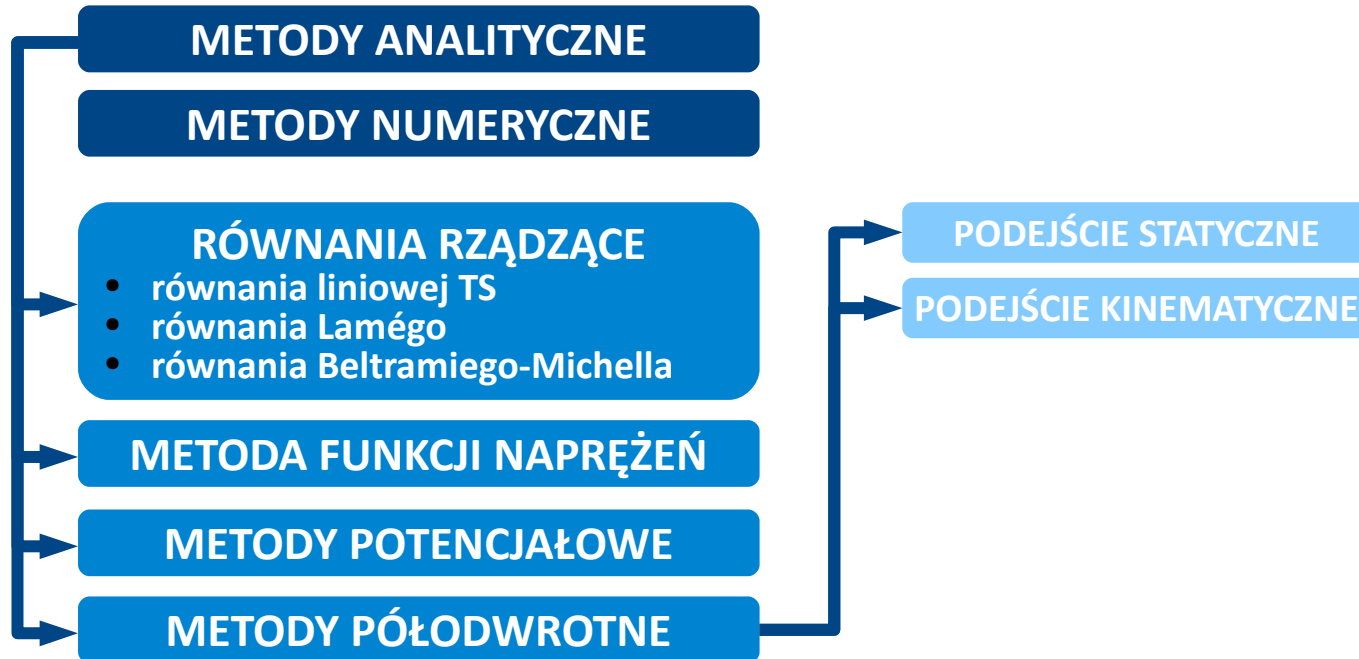 METODY ANALITYCZNE
METODY NUMERYCZNE
RÓWNANIA RZĄDZĄCE
• równania liniowej TS
• równania Lamégo
• równania Beltramiego-Michella
METODA FUNKCJI NAPRĘŻEŃ
METODY POTENCJAŁOWE
METODY PÓŁODWROTNE
PODEJŚCIE STATYCZNE
PODEJŚCIE KINEMATYCZNE